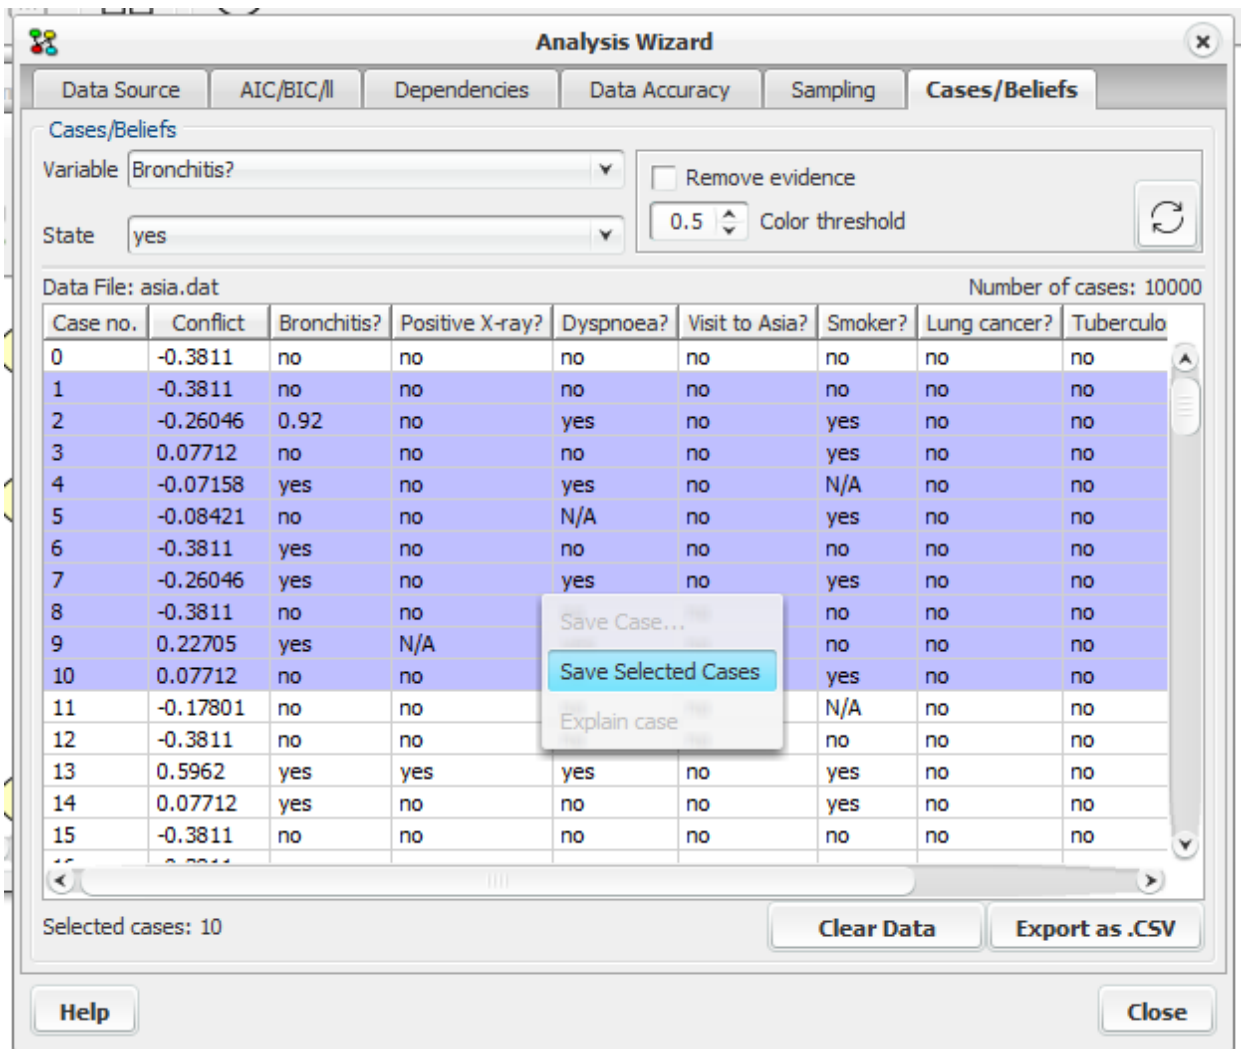 Analysis Wizard
Data Source AIC/BIC/ll Dependencies Data Accuracy Sampling Cases/Beliefs
Cases/Beliefs
Variable Bronchitis?
Remove evidence
0.5 Color threshold
State yes
Data File: asia.dat Number of cases: 10000
Case no. Conflict Bronchitis? Positive X-ray? Dyspnoea? Visit to Asia? Smoker? Lung cancer? Tuberculo
0 -0.3811 no no no no no no no
1 -0.3811 no no no no no no no
2 -0.26046 0.92 no yes no yes no no
3 0.07712 no no no no yes no no
4 -0.07158 yes no yes no N/A no no
5 -0.08421 no no N/A no yes no no
6 -0.3811 yes no no no no no no
7 -0.26046 yes no yes no yes no no
8 -0.3811 no no no no no
Save Case...
9 0.22705 yes N/A no no no
Save Selected Cases
10 0.07712 no no yes no no
11 -0.17801 no no N/A no no
Explain case
12 -0.3811 no no no no no
13 0.5962 yes yes yes no yes no no
14 0.07712 yes no no no yes no no
15 -0.3811 no no no no no no no
Selected cases: 10 Clear Data Export as .CSV
Help Close